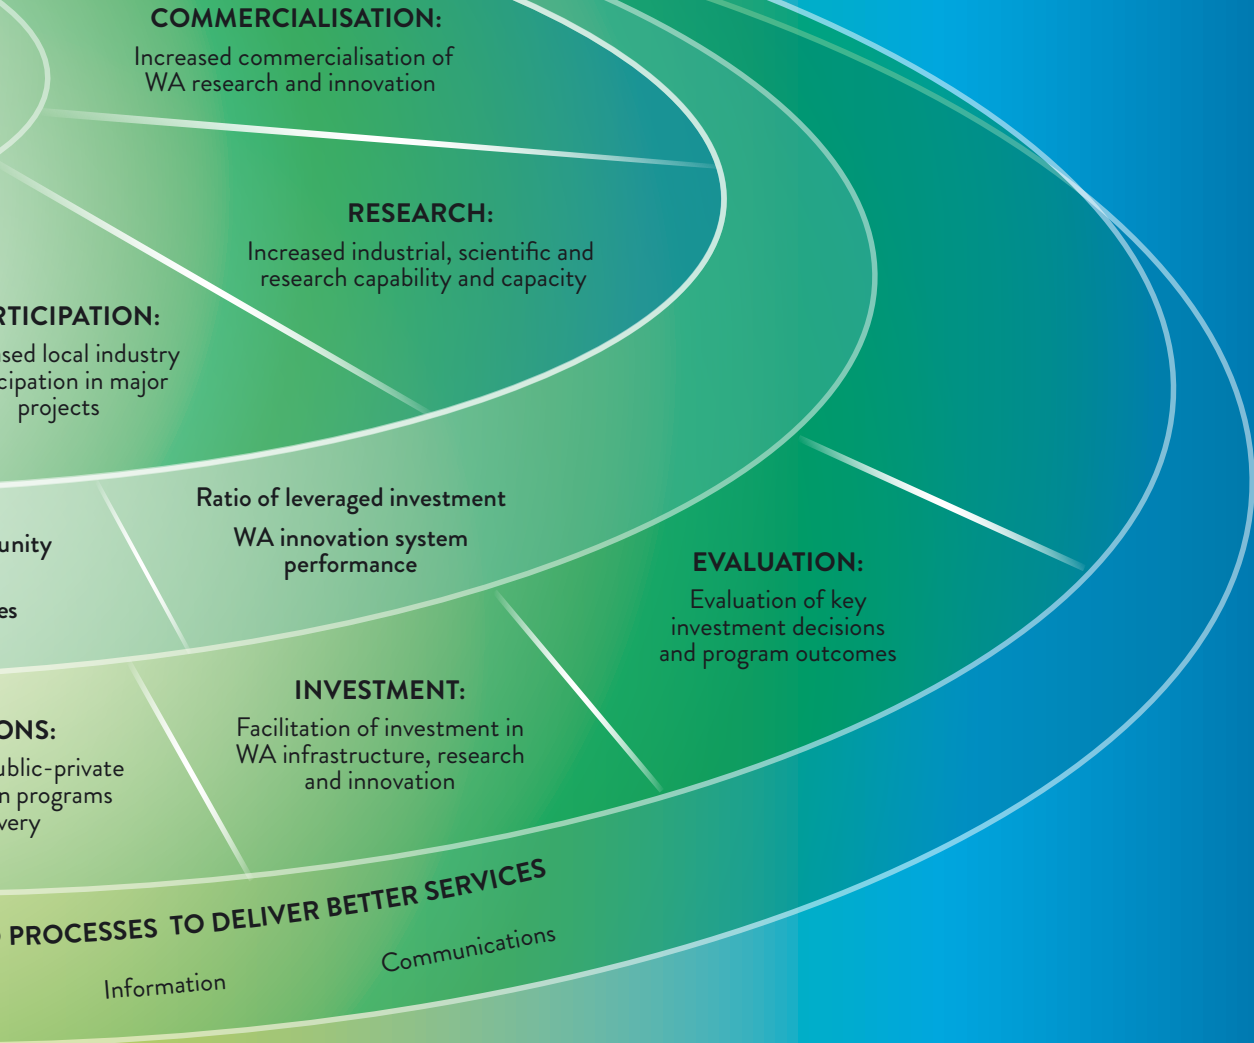 COMMERCIALISATION:
Increased commercialisation of
WA research and innovation
RESEARCH:
Increased industrial, scientific and
research capability and capacity
RTICIPATION:
sed local industry
cipation in major
projects
Ratio of leveraged investment
WA innovation system
performance
unity
es
EVALUATION:
Evaluation of key
investment decisions
and program outcomes
INVESTMENT:
Facilitation of investment in
WA infrastructure, research
and innovation
ONS:
ublic-private
n programs
very
PROCESSES TO DELIVER BETTER SERVICES
Information
Communications